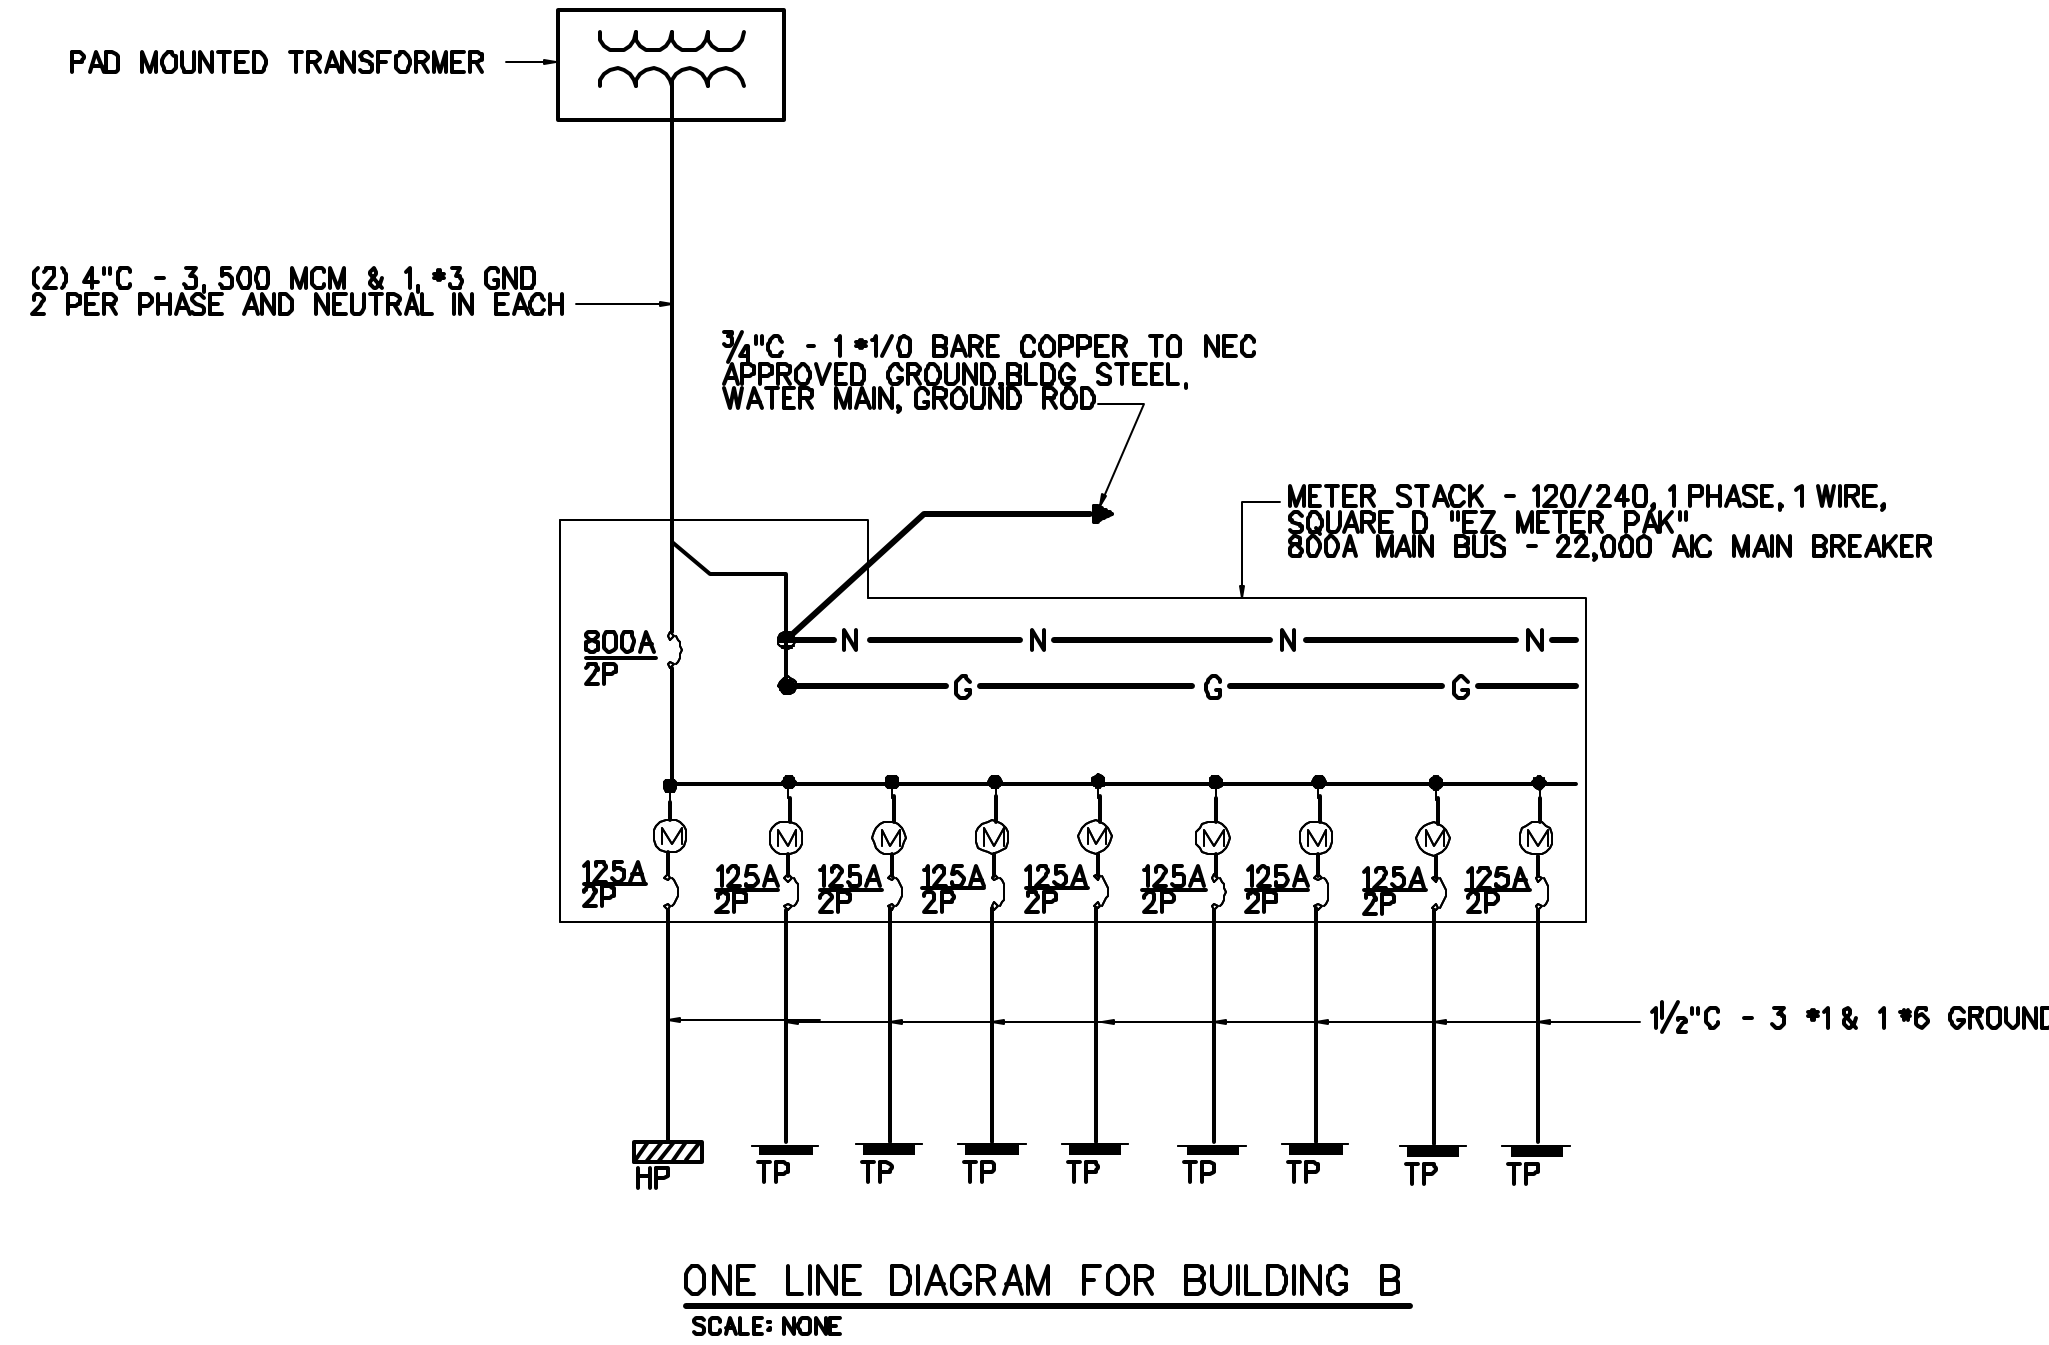 PAD MOUNTED TRANSFORMER
(2) 4"C - 3, 500 MCM & 1, *3 GND
2 PER PHASE AND NEUTRAL IN EACH
3/4"C - 1 *1/0 BARE COPPER TO NEC
APPROVED GROUND,BLDG STEEL,
WATER MAIN, GROUND ROD
METER STACK - 120/240, 1 PHASE, 1 WIRE,
SQUARE D "EZ METER PAK"
800A MAIN BUS - 22,000 AIC MAIN BREAKER
800A
2P
N N N N
G G G
M M M M M M M M M
125A 125A 125A 125A 125A 125A 125A 125A 125A
2P 2P 2P 2P 2P 2P 2P 2P 2P
1 1/2"C - 3 *1 & 1 *6 GROUND
HP TP TP TP TP TP TP TP TP
ONE LINE DIAGRAM FOR BUILDING B
SCALE: NONE